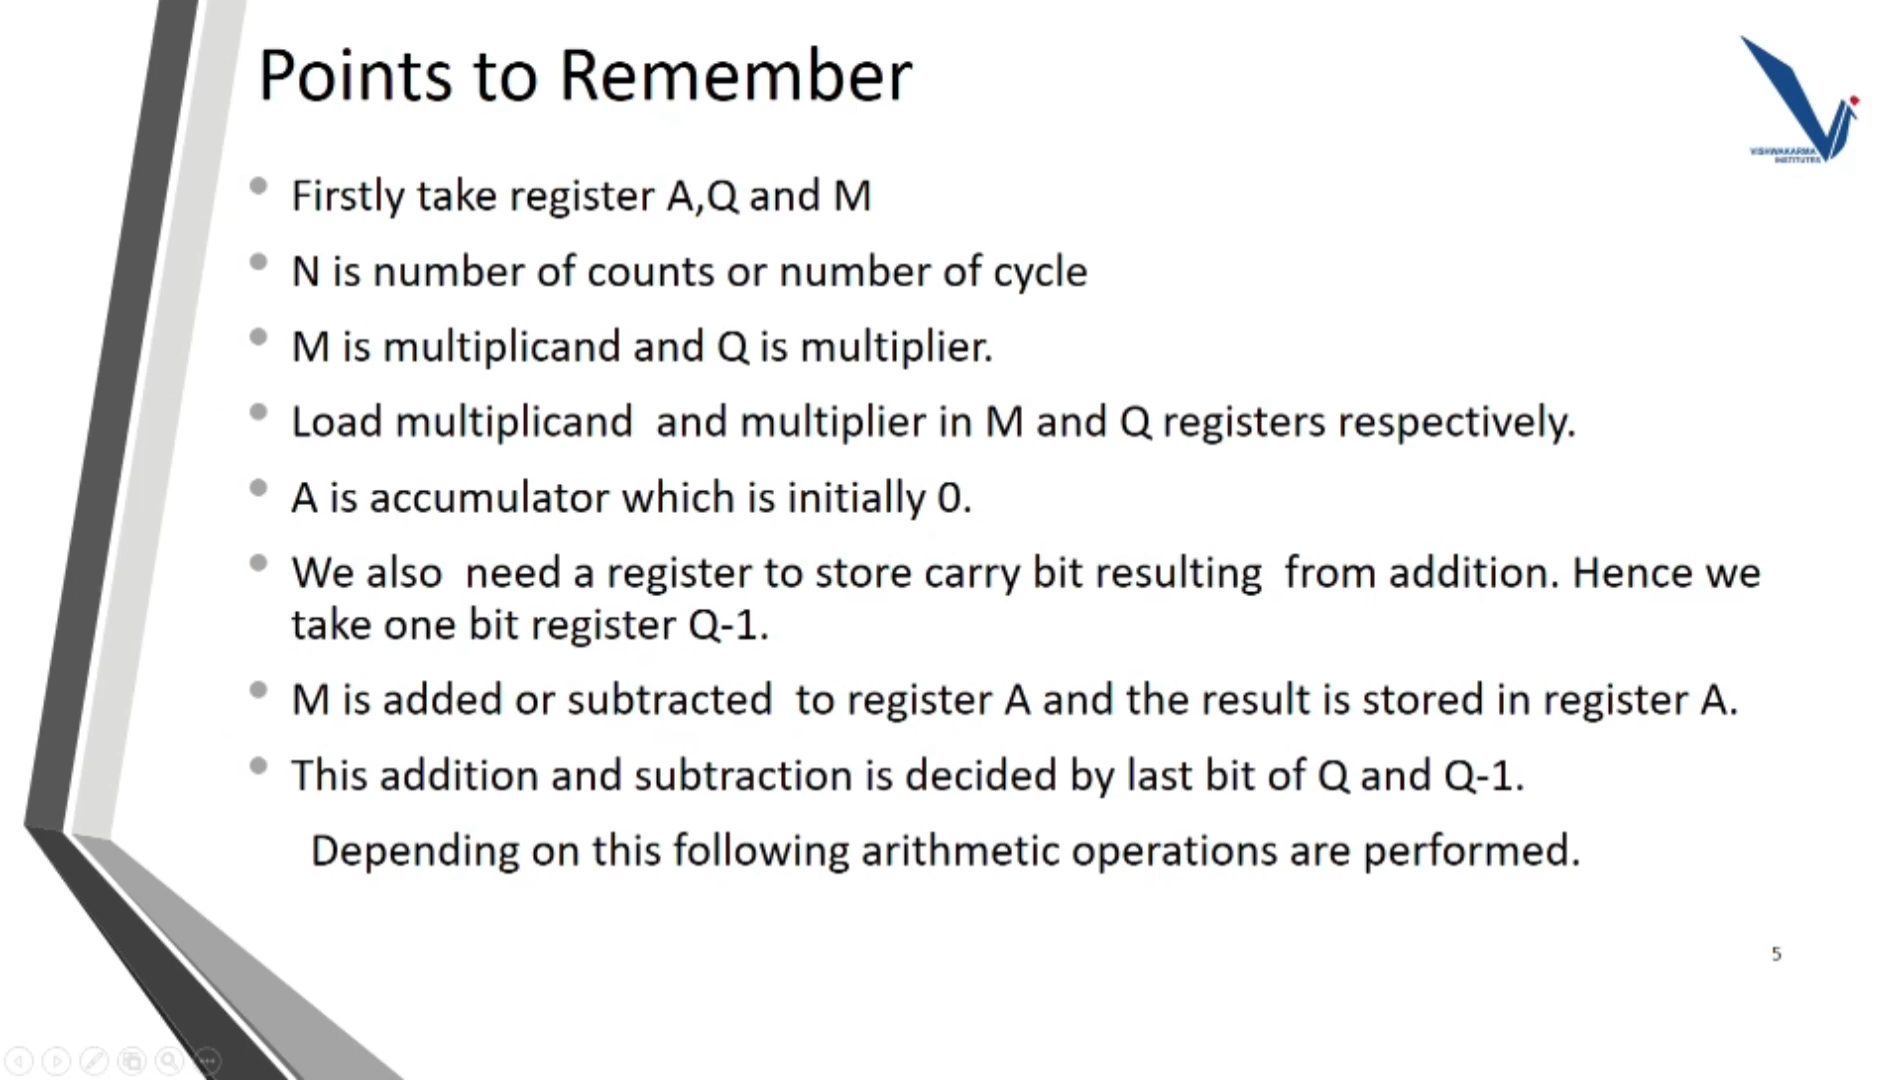 Points to Remember
VISHWAKARMA
INSTITUTES
Firstly take register A,Q and M
N is number of counts or number of cycle
M is multiplicand and Q is multiplier.
Load multiplicand  and multiplier in M and Q registers respectively.
A is accumulator which is initially 0.
We also  need a register to store carry bit resulting  from addition. Hence we
take one bit register Q-1.
M is added or subtracted  to register A and the result is stored in register A.
This addition and subtraction is decided by last bit of Q and Q-1.
Depending on this following arithmetic operations are performed.
5